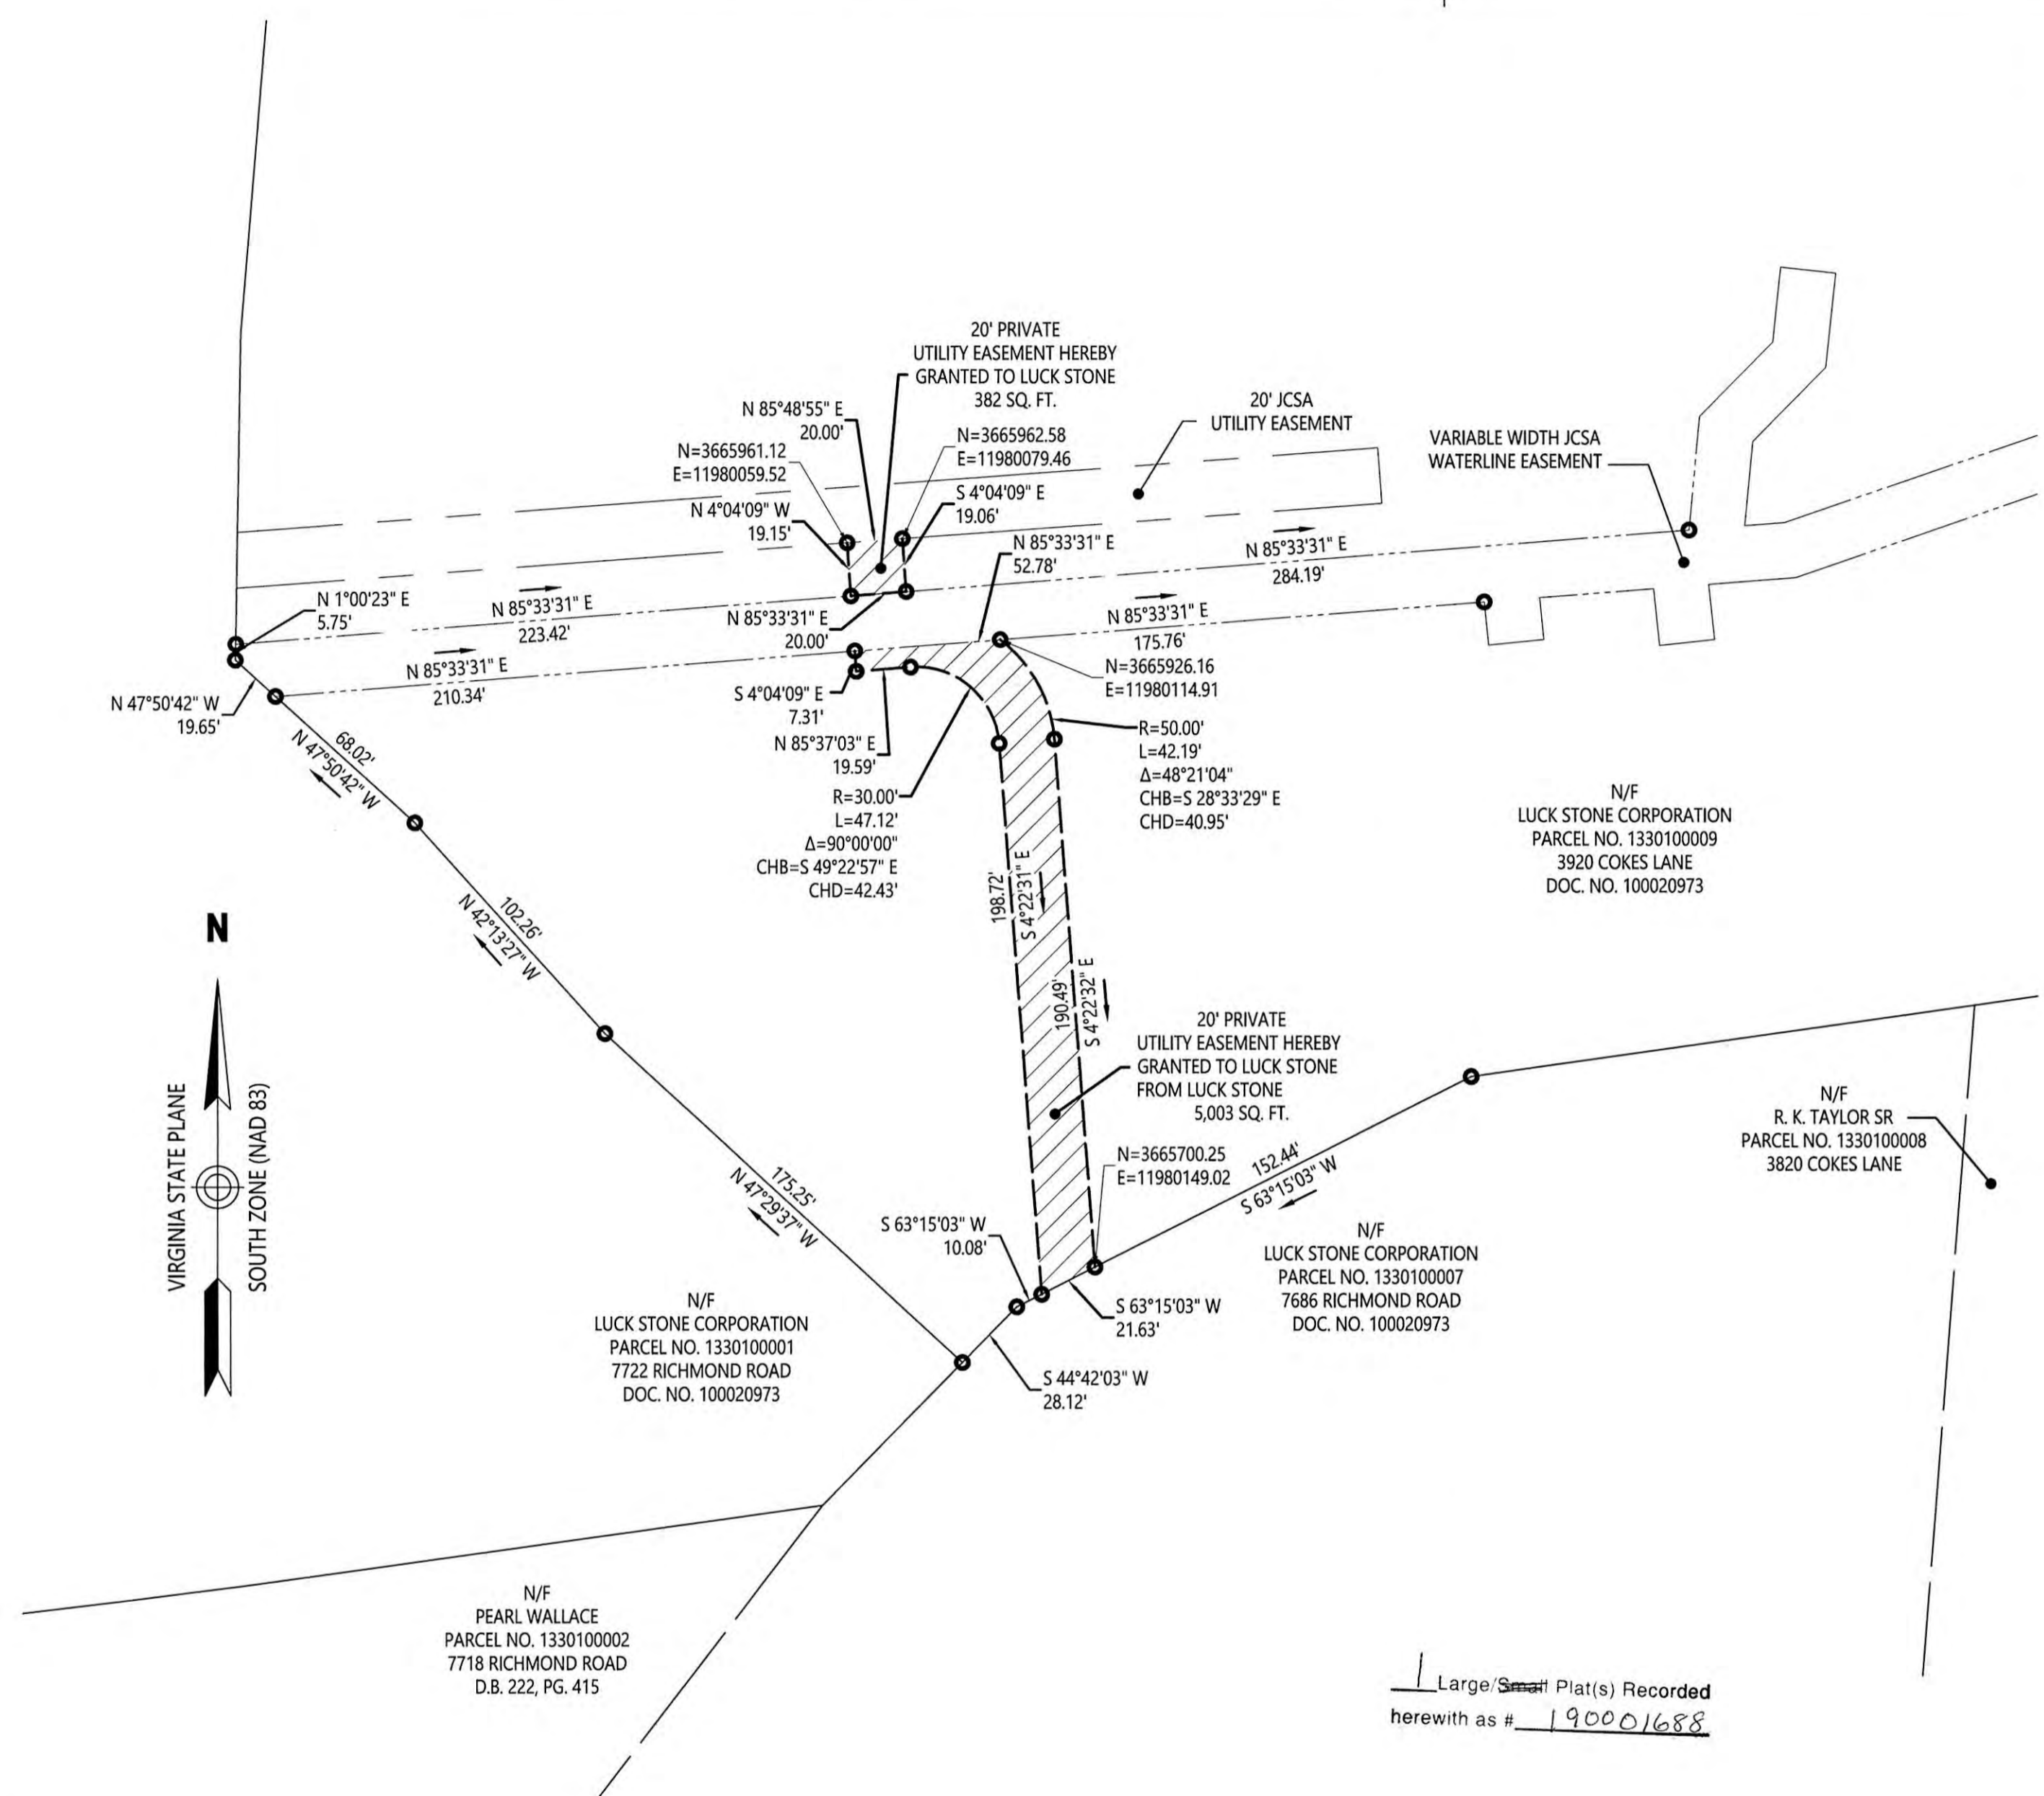 20' PRIVATE
UTILITY EASEMENT HEREBY
GRANTED TO LUCK STONE
382 SQ. FT.
N 85°48'55" E
20.00'
N=3665961.12
E=11980059.52
N 4°04'09" W
19.15'
N=3665962.58
E=11980079.46
S 4°04'09" E
19.06'
20' JCSA
UTILITY EASEMENT
VARIABLE WIDTH JCSA
WATERLINE EASEMENT
N 85°33'31" E
52.78'
N 85°33'31" E
284.19'
N 1°00'23" E
5.75'
N 85°33'31" E
223.42'
N 85°33'31" E
20.00'
N 85°33'31" E
175.76'
N 85°33'31" E
210.34'
N=3665926.16
E=11980114.91
N 47°50'42" W
19.65'
S 4°04'09" E
7.31'
N 85°37'03" E
19.59'
68.02'
N 47°50'42" W
R=50.00'
L=42.19'
Δ=48°21'04"
CHB=S 28°33'29" E
CHD=40.95'
R=30.00'
L=47.12'
Δ=90°00'00"
CHB=S 49°22'57" E
CHD=42.43'
N/F
LUCK STONE CORPORATION
PARCEL NO. 1330100009
3920 COKES LANE
DOC. NO. 100020973
198.72'
S 4°22'31" E
102.26'
N 42°13'27" W
N
VIRGINIA STATE PLANE
SOUTH ZONE (NAD 83)
190.49'
S 4°22'32" E
20' PRIVATE
UTILITY EASEMENT HEREBY
GRANTED TO LUCK STONE
FROM LUCK STONE
5,003 SQ. FT.
N/F
R. K. TAYLOR SR
PARCEL NO. 1330100008
3820 COKES LANE
N=3665700.25
E=11980149.02
152.44'
S 63°15'03" W
175.25'
N 47°29'37" W
S 63°15'03" W
10.08'
N/F
LUCK STONE CORPORATION
PARCEL NO. 1330100007
7686 RICHMOND ROAD
DOC. NO. 100020973
N/F
LUCK STONE CORPORATION
PARCEL NO. 1330100001
7722 RICHMOND ROAD
DOC. NO. 100020973
S 63°15'03" W
21.63'
S 44°42'03" W
28.12'
N/F
PEARL WALLACE
PARCEL NO. 1330100002
7718 RICHMOND ROAD
D.B. 222, PG. 415
1 Large/Small Plat(s) Recorded
herewith as # 190001688